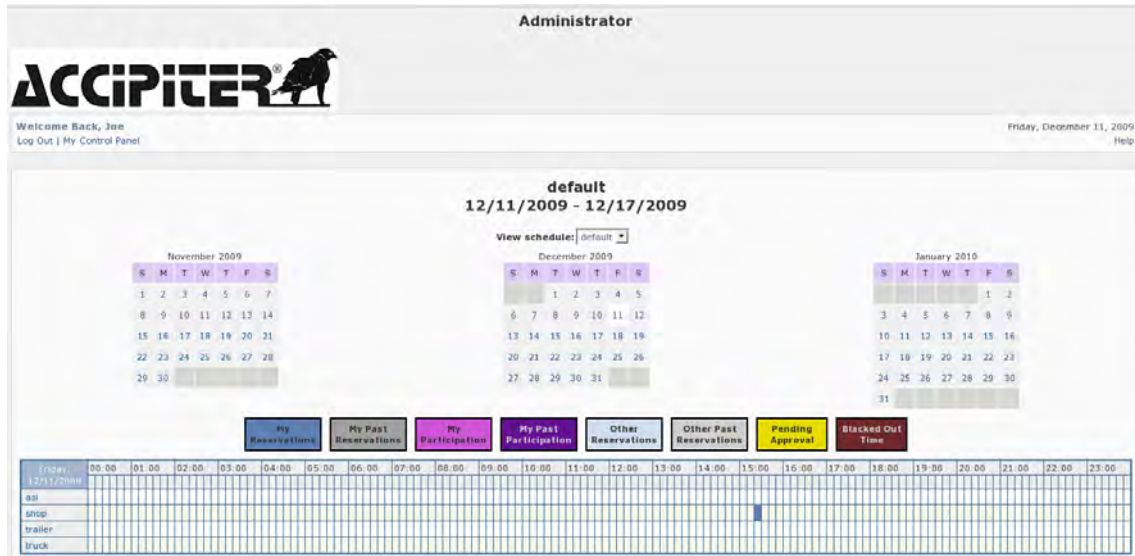 Administrator
ACCIPITER®
Welcome Back, Joe
Log Out | My Control Panel
Friday, December 11, 2009
Help
default
12/11/2009 - 12/17/2009
View schedule: default
November 2009
S M T W T F S
1 2 3 4 5 6 7
8 9 10 11 12 13 14
15 16 17 18 19 20 21
22 23 24 25 26 27 28
29 30
December 2009
S M T W T F S
1 2 3 4 5
6 7 8 9 10 11 12
13 14 15 16 17 18 19
20 21 22 23 24 25 26
27 28 29 30 31
January 2010
S M T W T F S
1 2
3 4 5 6 7 8 9
10 11 12 13 14 15 16
17 18 19 20 21 22 23
24 25 26 27 28 29 30
31
My Reservations
My Past Reservations
My Participation
My Past Participation
Other Reservations
Other Past Reservations
Pending Approval
Blacked Out Time
Friday, 12/11/2009
00:00 01:00 02:00 03:00 04:00 05:00 06:00 07:00 08:00 09:00 10:00 11:00 12:00 13:00 14:00 15:00 16:00 17:00 18:00 19:00 20:00 21:00 22:00 23:00
shop
trailer
truck